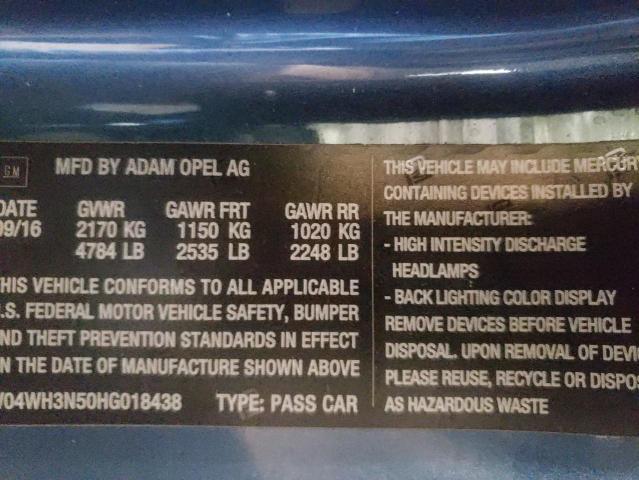 GM
MFD BY ADAM OPEL AG
DATE GVWR GAWR FRT GAWR RR
09/16 2170 KG 1150 KG 1020 KG
4784 LB 2535 LB 2248 LB
THIS VEHICLE CONFORMS TO ALL APPLICABLE
U.S. FEDERAL MOTOR VEHICLE SAFETY, BUMPER
AND THEFT PREVENTION STANDARDS IN EFFECT
ON THE DATE OF MANUFACTURE SHOWN ABOVE
W04WH3N50HG018438 TYPE: PASS CAR
THIS VEHICLE MAY INCLUDE MERCURY
CONTAINING DEVICES INSTALLED BY
THE MANUFACTURER:
- HIGH INTENSITY DISCHARGE
HEADLAMPS
- BACK LIGHTING COLOR DISPLAY
REMOVE DEVICES BEFORE VEHICLE
DISPOSAL. UPON REMOVAL OF DEVI
PLEASE REUSE, RECYCLE OR DISPO
AS HAZARDOUS WASTE